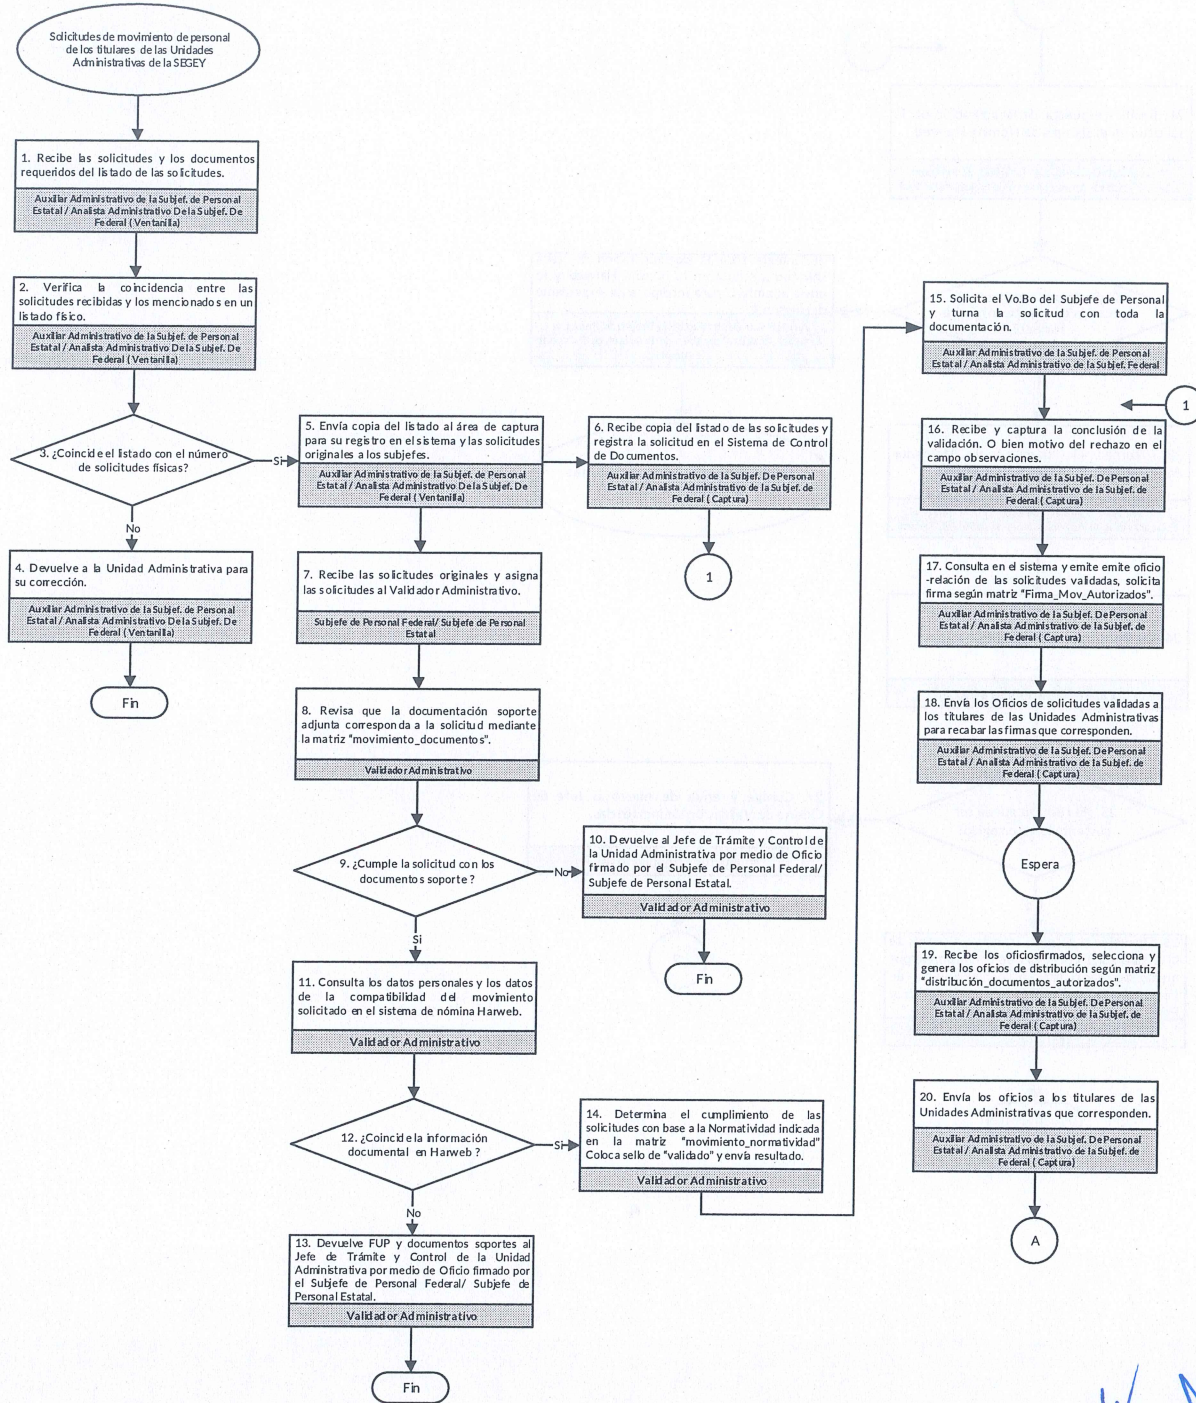 Solicitudes de movimiento de personal
de los titulares de las Unidades
Administrativas de la SEGEY
1. Recibe las solicitudes y los documentos
requeridos del listado de las solicitudes.
Auxiliar Administrativo de la Subjef. de Personal
Estatal / Analista Administrativo De la Subjef. De
Federal ( Ventanilla)
2. Verifica la coincidencia entre las
solicitudes recibidas y los mencionados en un
listado físico.
Auxiliar Administrativo de la Subjef. de Personal
Estatal / Analista Administrativo De la Subjef. De
Federal ( Ventanilla)
3. ¿Coincide el listado con el número
de solicitudes físicas?
Si
No
4. Devuelve a la Unidad Administrativa para
su corrección.
Auxiliar Administrativo de la Subjef. de Personal
Estatal / Analista Administrativo De la Subjef. De
Federal ( Ventanilla)
Fin
5. Envía copia del listado al área de captura
para su registro en el sistema y las solicitudes
originales a los subjefes.
Auxiliar Administrativo de la Subjef. de Personal
Estatal / Analista Administrativo De la Subjef. De
Federal ( Ventanilla)
6. Recibe copia del listado de las solicitudes y
registra la solicitud en el Sistema de Control
de Documentos.
Auxiliar Administrativo de la Subjef. De Personal
Estatal / Analista Administrativo de la Subjef. de
Federal ( Captura)
1
7. Recibe las solicitudes originales y asigna
las solicitudes al Validador Administrativo.
Subjefe de Personal Federal/ Subjefe de Personal
Estatal
8. Revisa que la documentación soporte
adjunta corresponda a la solicitud mediante
la matriz "movimiento_documentos".
Validador Administrativo
9. ¿Cumple la solicitud con los
documentos soporte ?
No
Si
10. Devuelve al Jefe de Trámite y Control de
la Unidad Administrativa por medio de Oficio
firmado por el Subjefe de Personal Federal/
Subjefe de Personal Estatal.
Validador Administrativo
Fin
11. Consulta los datos personales y los datos
de la compatibilidad del movimiento
solicitado en el sistema de nómina Harweb.
Validador Administrativo
12. ¿Coincide la información
documental en Harweb ?
Si
No
13. Devuelve FUP y documentos soportes al
Jefe de Trámite y Control de la Unidad
Administrativa por medio de Oficio firmado por
el Subjefe de Personal Federal/ Subjefe de
Personal Estatal.
Validador Administrativo
Fin
14. Determina el cumplimiento de las
solicitudes con base a la Normatividad indicada
en la matriz "movimiento_normatividad"
Coloca sello de "validado" y envía resultado.
Validador Administrativo
15. Solicita el Vo.Bo del Subjefe de Personal
y turna la solicitud con toda la
documentación.
Auxiliar Administrativo de la Subjef. de Personal
Estatal / Analista Administrativo de la Subjef. Federal
1
16. Recibe y captura la conclusión de la
validación. O bien motivo del rechazo en el
campo observaciones.
Auxiliar Administrativo de la Subjef. De Personal
Estatal / Analista Administrativo de la Subjef. de
Federal ( Captura)
17. Consulta en el sistema y emite emite oficio
-relación de las solicitudes validadas, solicita
firma según matriz "Firma_Mov_Autorizados".
Auxiliar Administrativo de la Subjef. De Personal
Estatal / Analista Administrativo de la Subjef. de
Federal ( Captura)
18. Envía los Oficios de solicitudes validadas a
los titulares de las Unidades Administrativas
para recabar las firmas que corresponden.
Auxiliar Administrativo de la Subjef. De Personal
Estatal / Analista Administrativo de la Subjef. de
Federal ( Captura)
Espera
19. Recibe los oficiosfirmados, selecciona y
genera los oficios de distribución según matriz
"distribución_documentos_autorizados".
Auxiliar Administrativo de la Subjef. De Personal
Estatal / Analista Administrativo de la Subjef. de
Federal ( Captura)
20. Envía los oficios a los titulares de las
Unidades Administrativas que corresponden.
Auxiliar Administrativo de la Subjef. De Personal
Estatal / Analista Administrativo de la Subjef. de
Federal ( Captura)
A